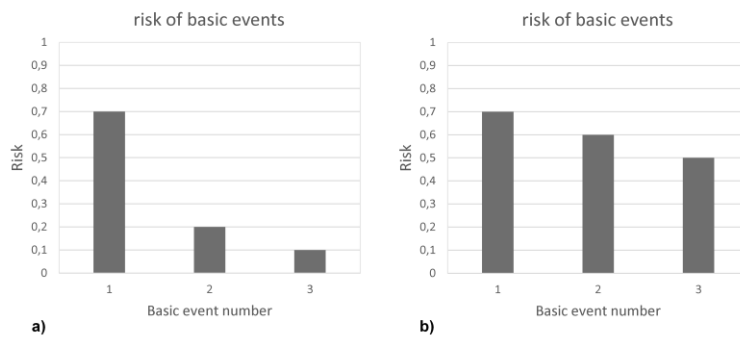 risk of basic events
1
0,9
0,8
0,7
0,6
0,5
0,4
0,3
0,2
0,1
0
Risk
1 2 3
Basic event number
a)
risk of basic events
1
0,9
0,8
0,7
0,6
0,5
0,4
0,3
0,2
0,1
0
Risk
1 2 3
Basic event number
b)